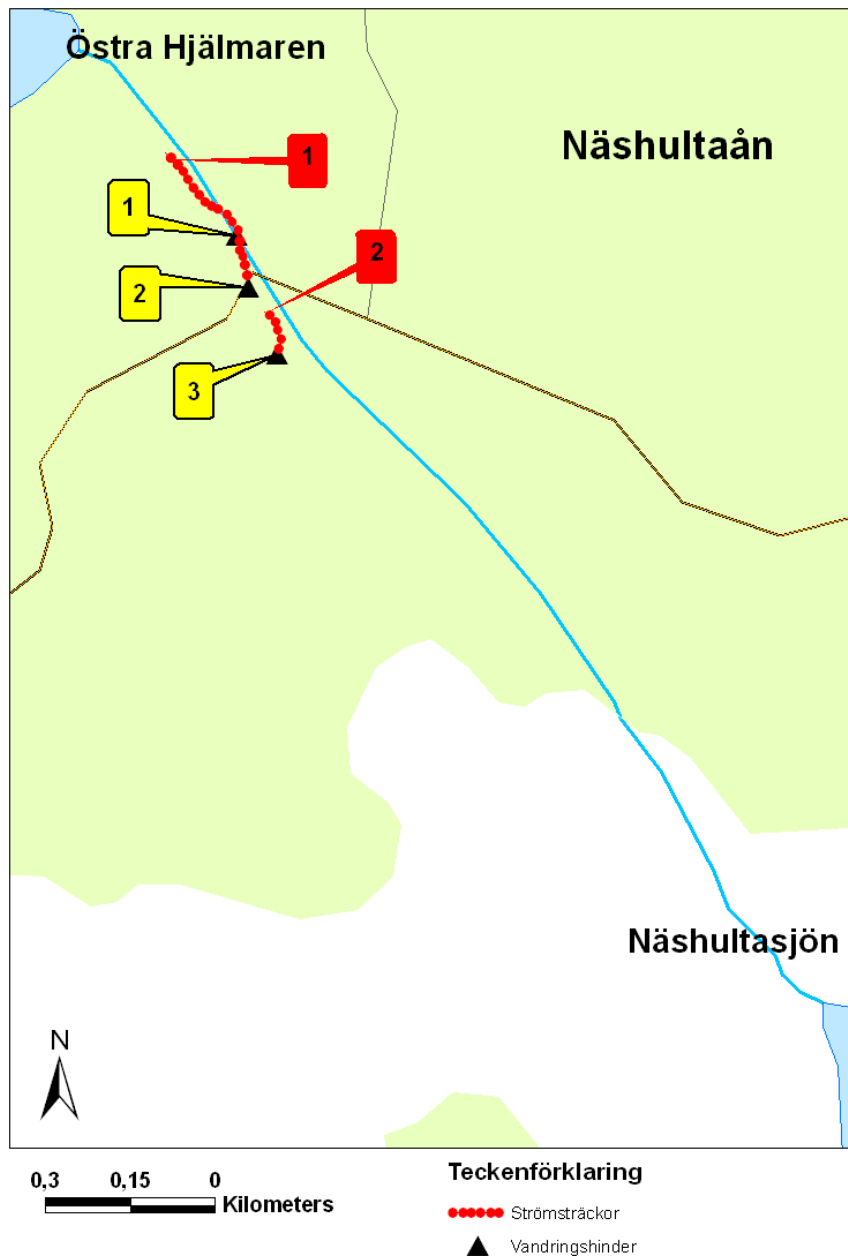 Östra Hjälmaren
Näshultaån
1
1
2
2
3
Näshultasjön
N
0,3 0,15 0
Kilometers
Teckenförklaring
Strömsträckor
Vandringshinder